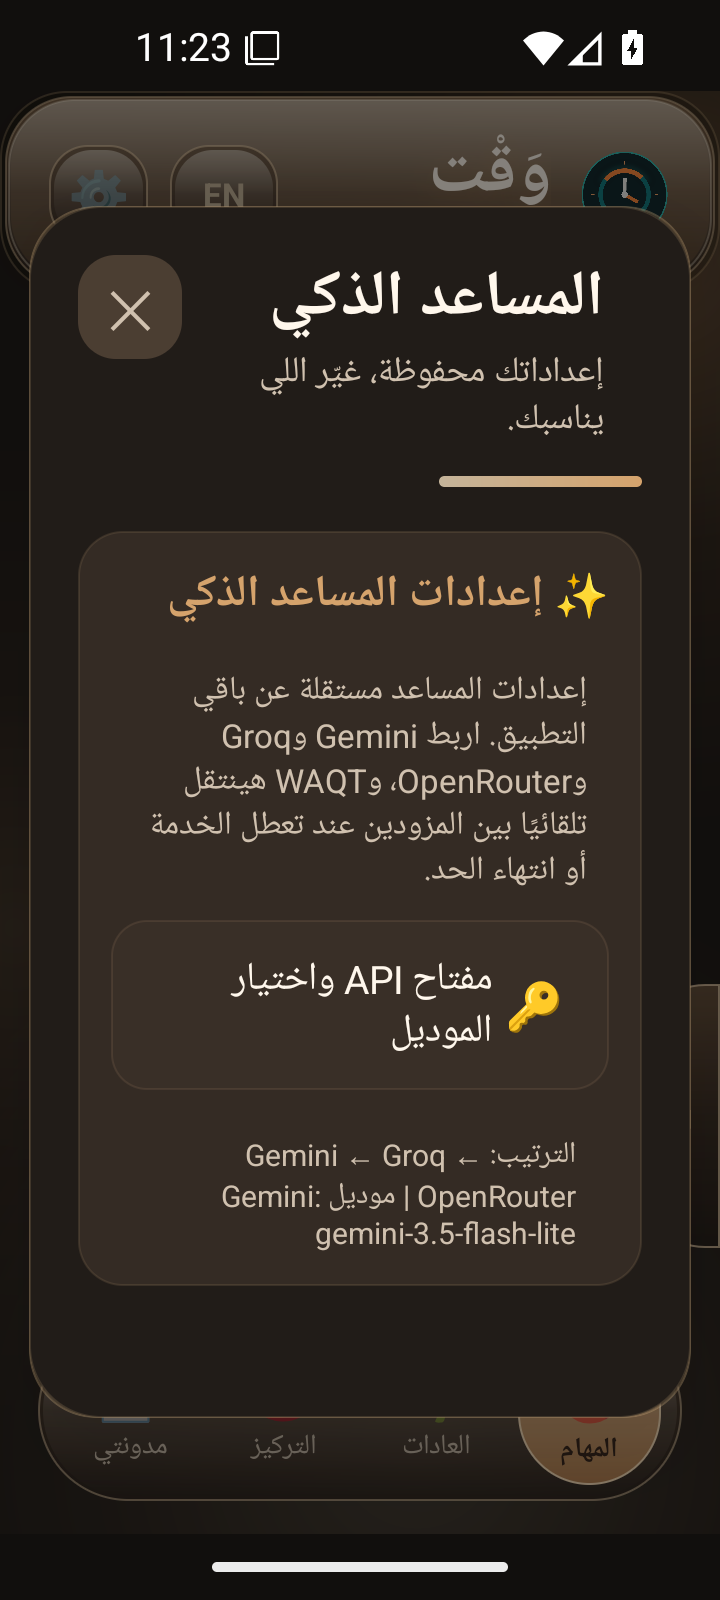 11:23
وَقْت
EN
المساعد الذكي
إعداداتك محفوظة، غيّر اللي
يناسبك.
✨ إعدادات المساعد الذكي
إعدادات المساعد مستقلة عن باقي
التطبيق. اربط Gemini وGroq
وOpenRouter، وWAQT هينتقل
تلقائيًا بين المزودين عند تعطل الخدمة
أو انتهاء الحد.
🔑 مفتاح API واختيار
الموديل
الترتيب: Gemini ← Groq ←
OpenRouter | موديل Gemini:
gemini-3.5-flash-lite
المهام
العادات
التركيز
مدونتي